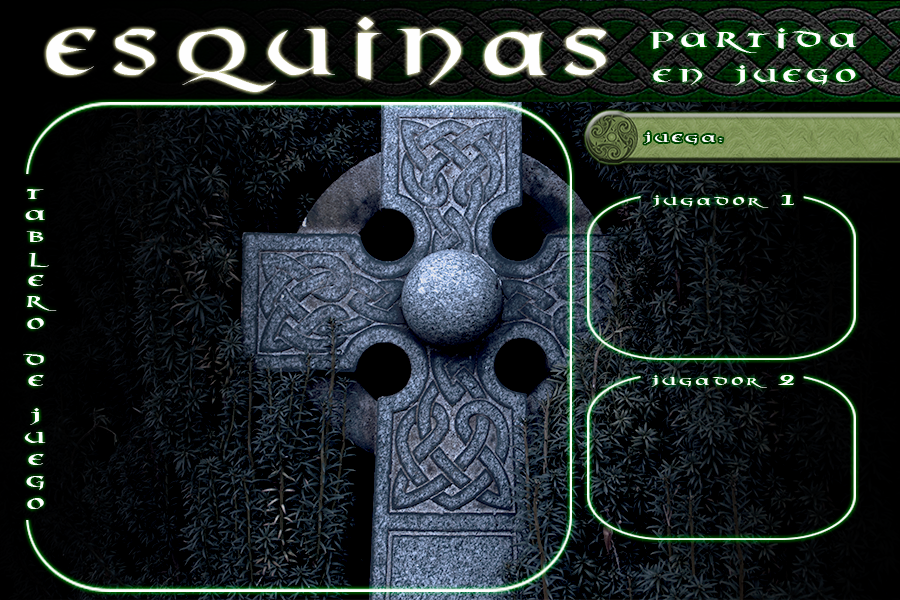 ESQUINAS
PARTIDA
EN JUEGO
JUEGA:
TABLERO DE JUEGO
JUGADOR 1
JUGADOR 2